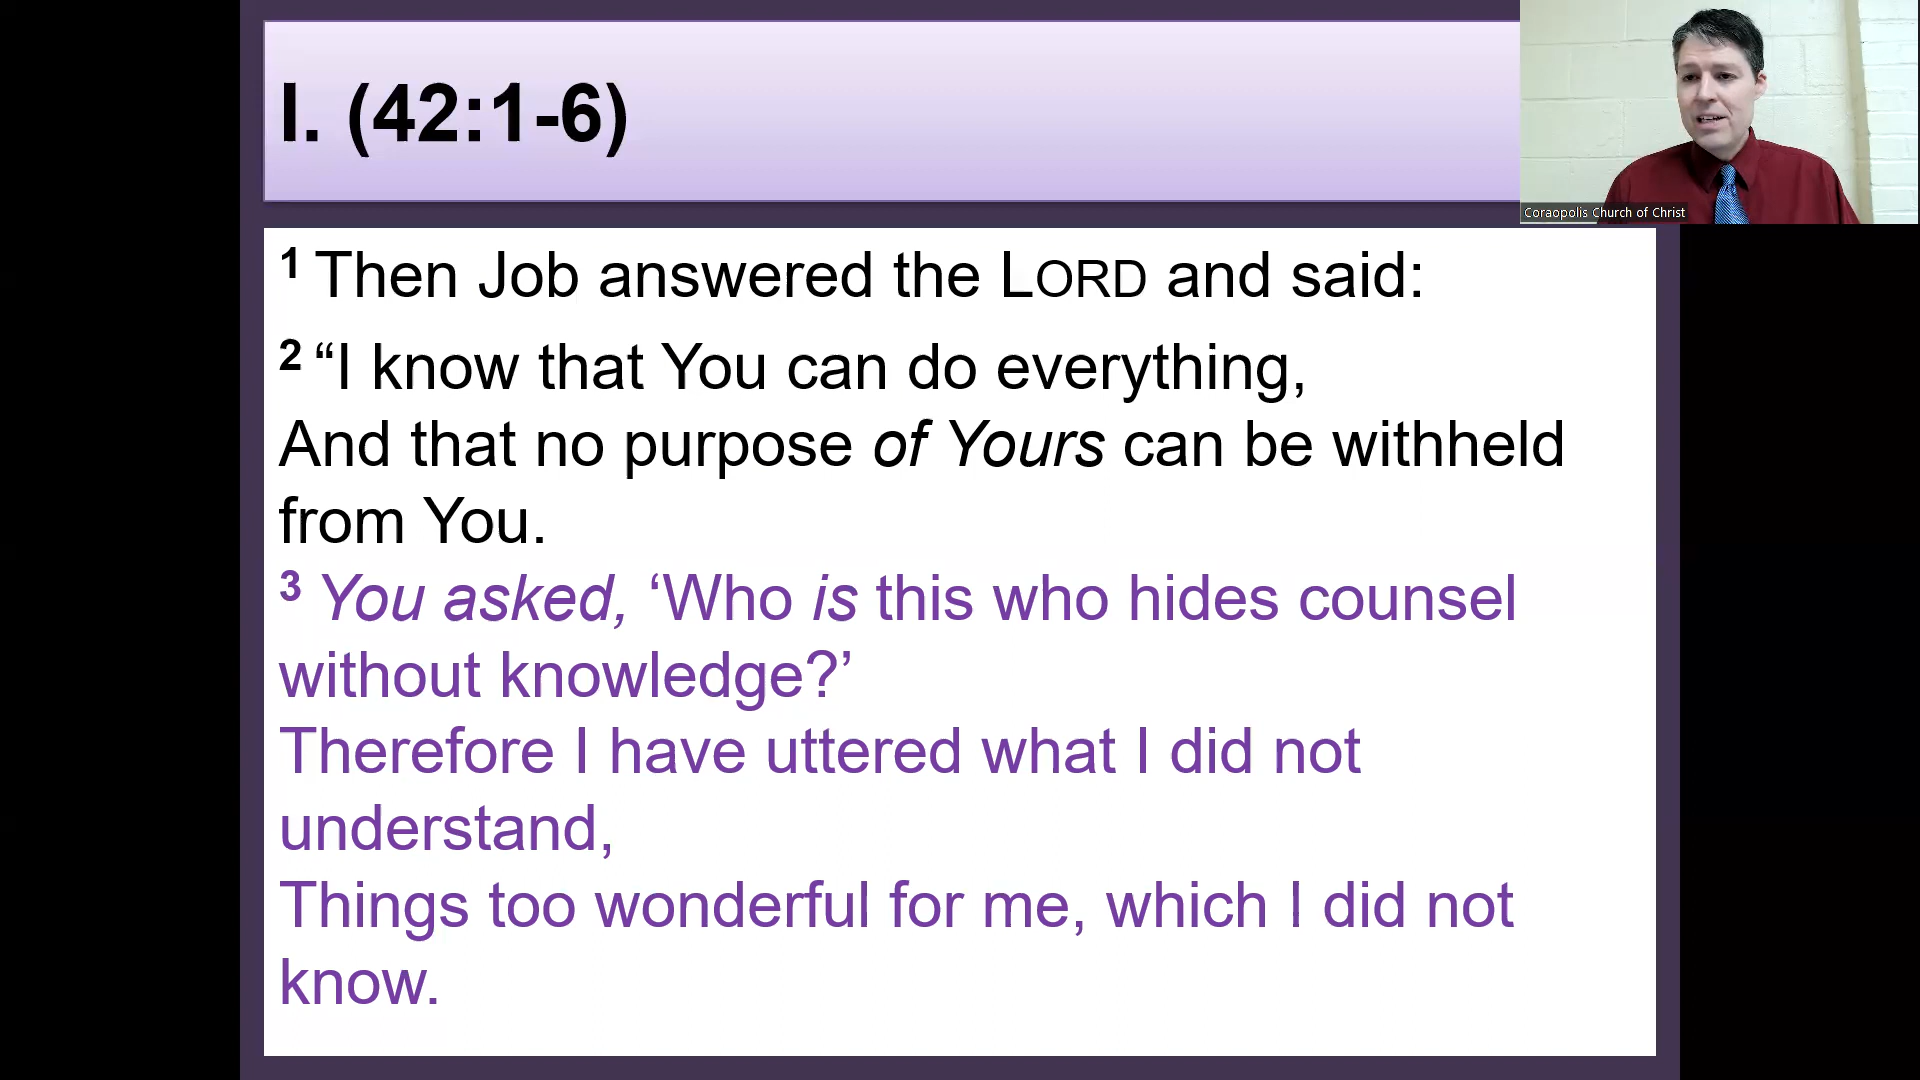 I. (42:1-6)
Coraopolis Church of Christ
1 Then Job answered the LORD and said:
2 “I know that You can do everything,
And that no purpose of Yours can be withheld
from You.
3 You asked, ‘Who is this who hides counsel
without knowledge?’
Therefore I have uttered what I did not
understand,
Things too wonderful for me, which I did not
know.